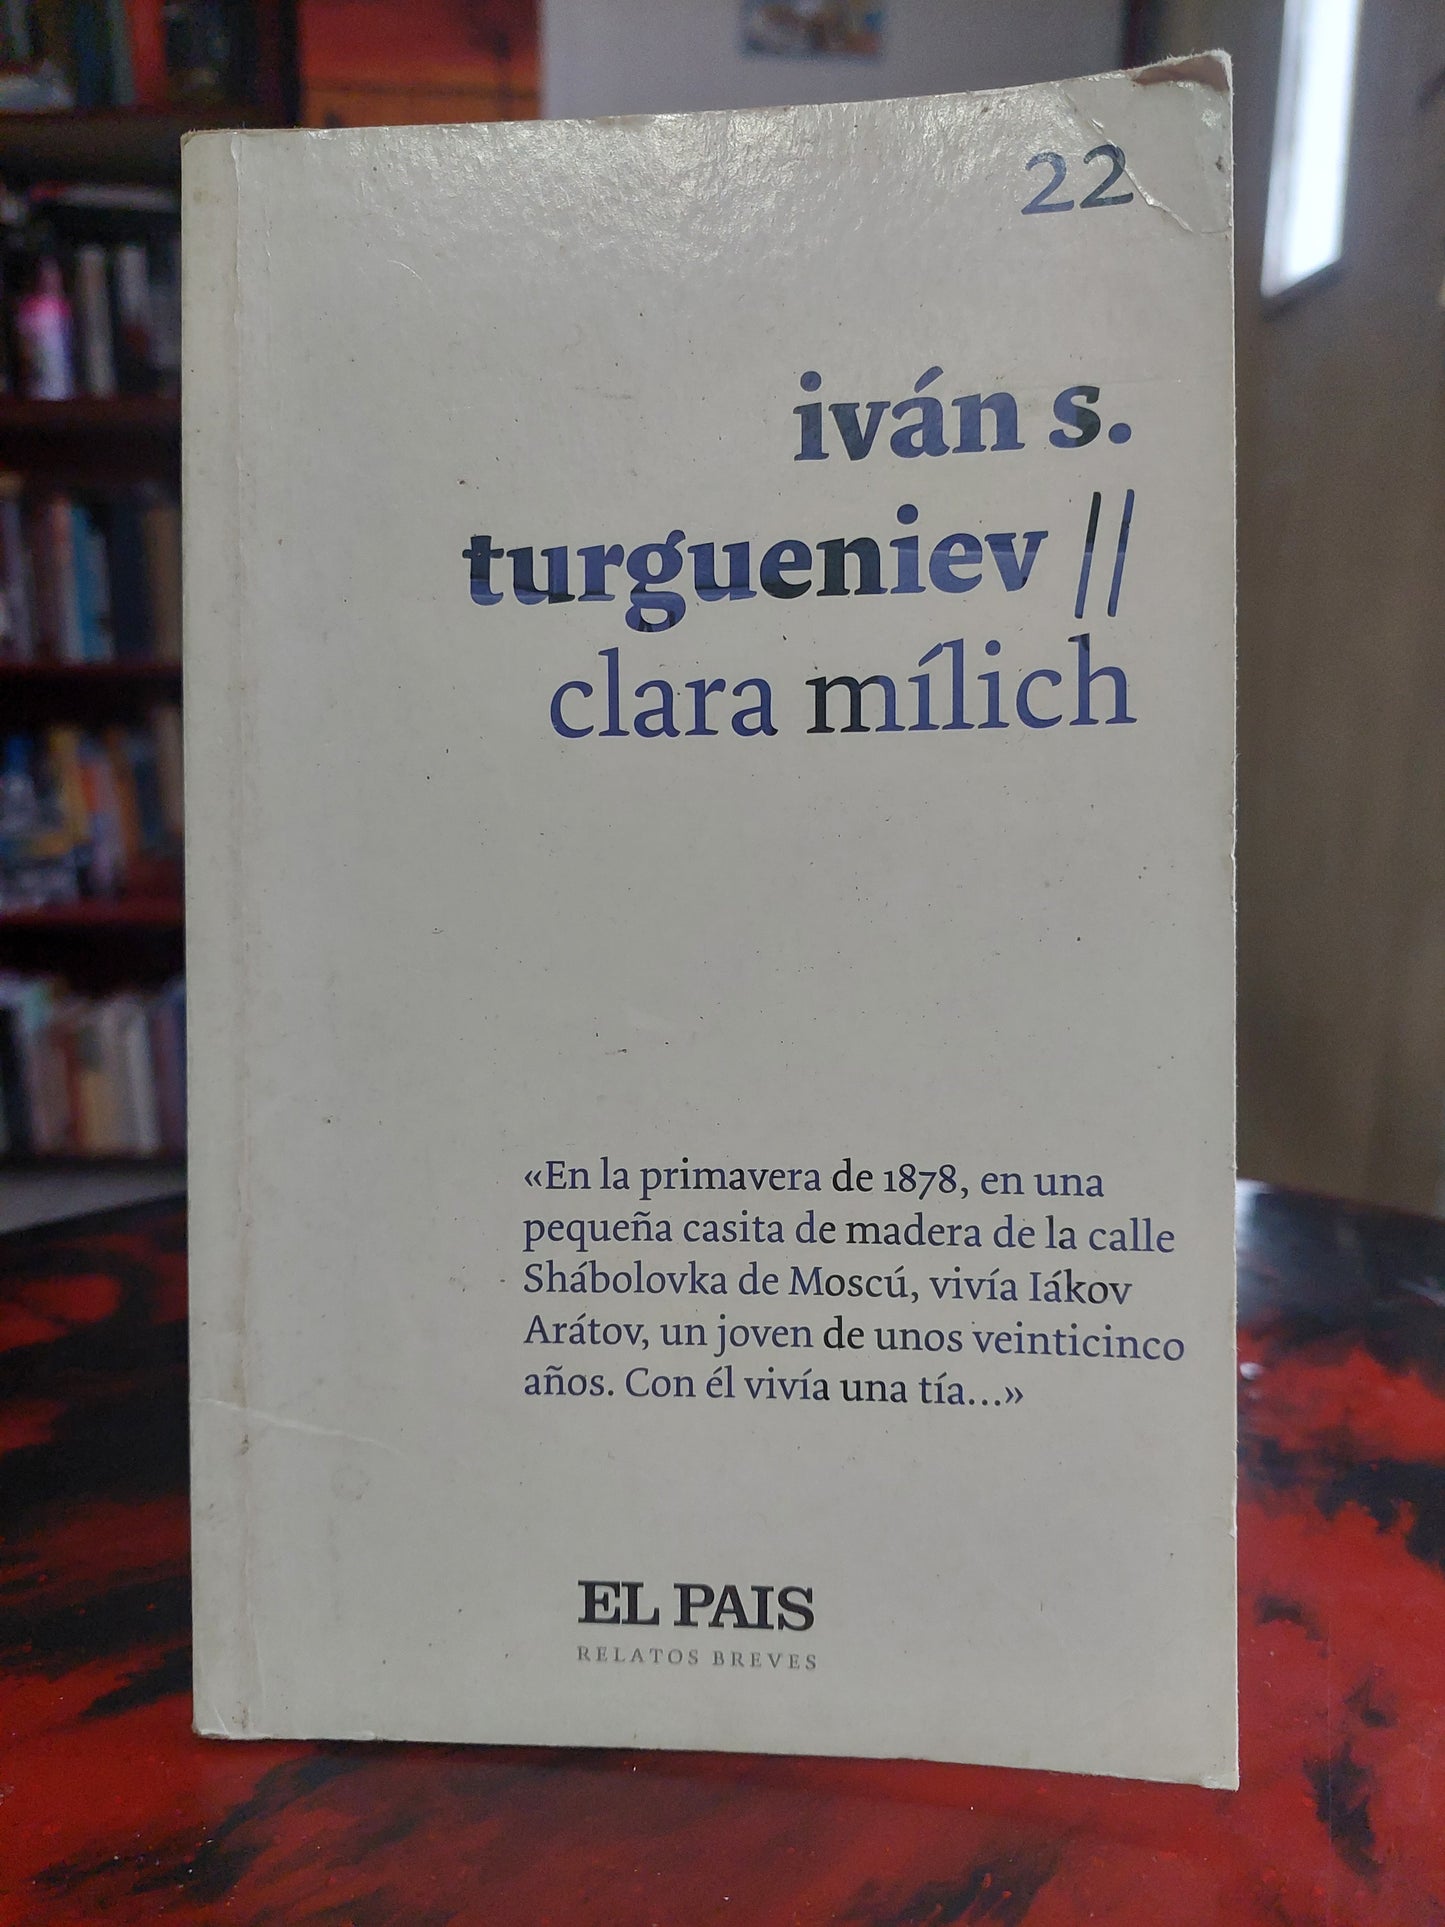 22
iván s.
turgueniev //
clara mílich
«En la primavera de 1878, en una
pequeña casita de madera de la calle
Shábolovka de Moscú, vivía Iákov
Arátov, un joven de unos veinticinco
años. Con él vivía una tía...»
EL PAIS
RELATOS BREVES